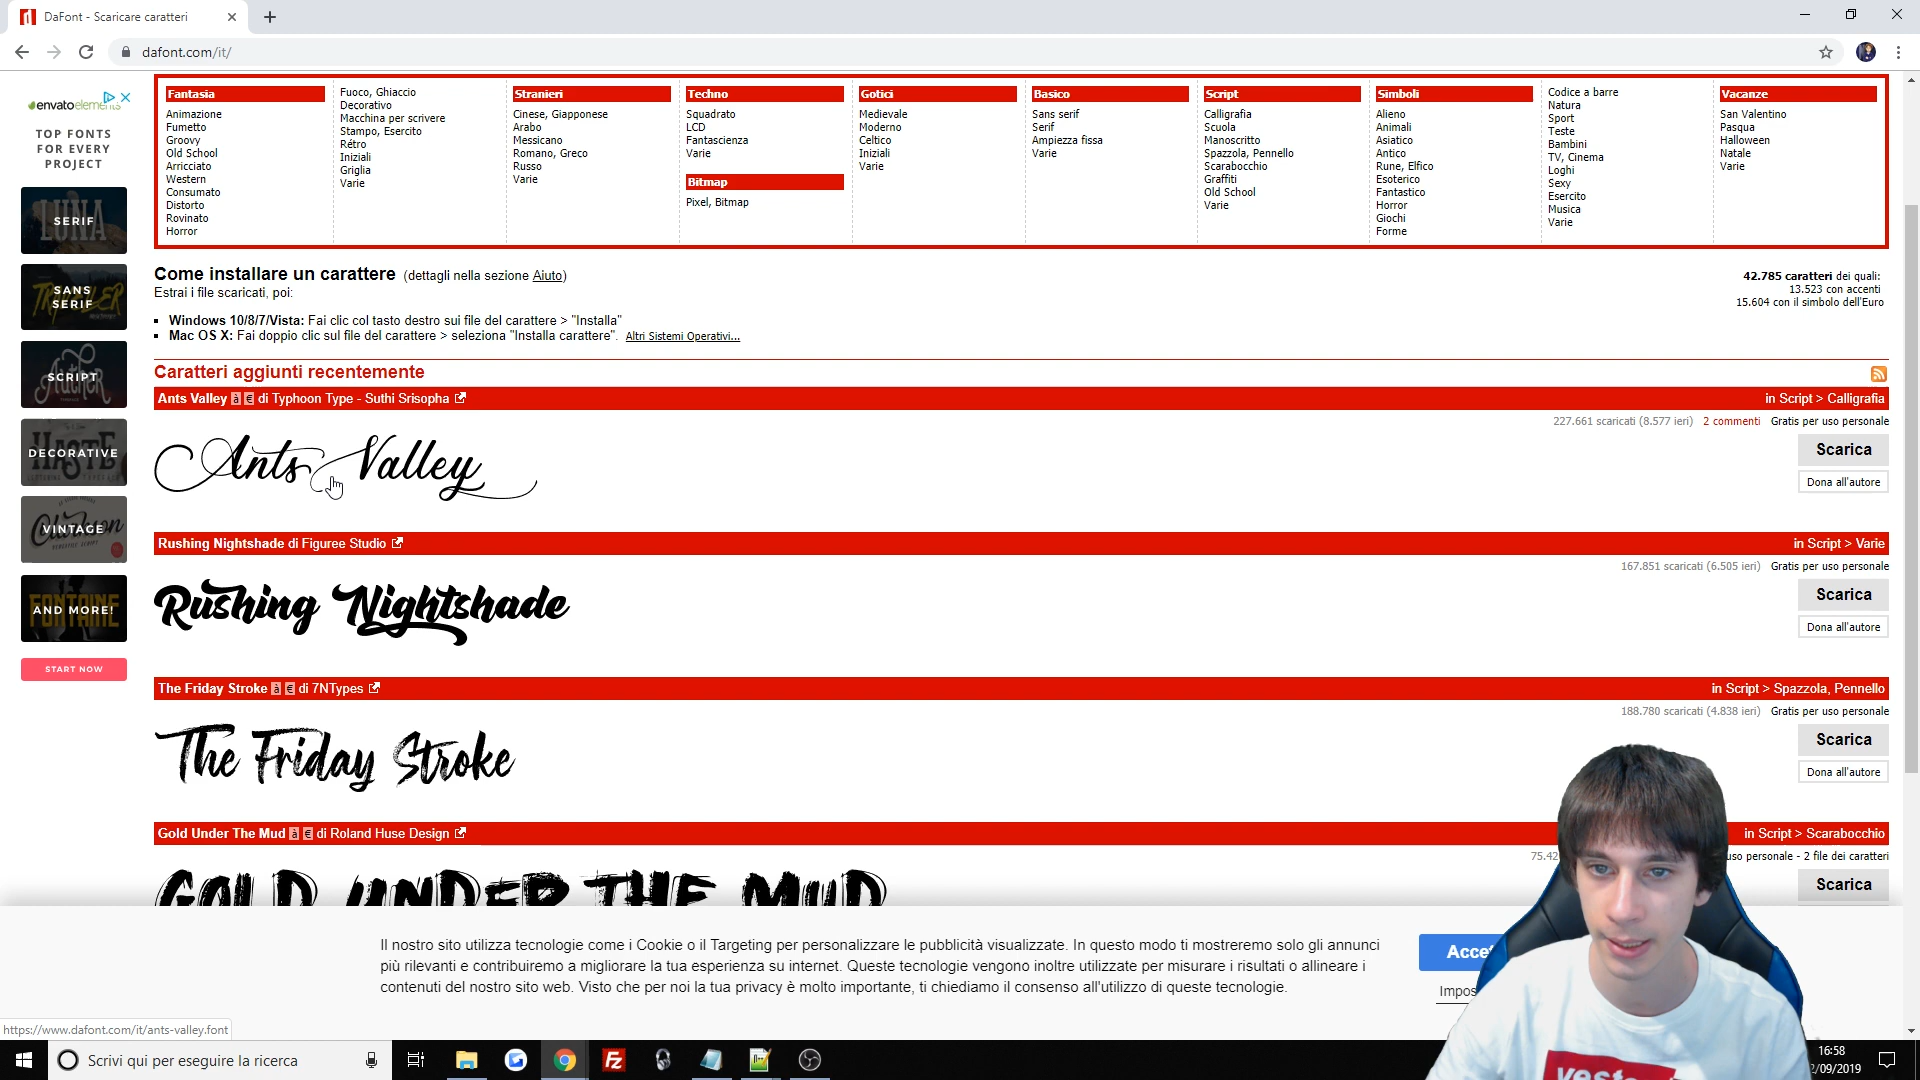 DaFont - Scaricare caratteri
dafont.com/it/
envatoelements
TOP FONTS
FOR EVERY
PROJECT
SERIF
SANS
SERIF
SCRIPT
DECORATIVE
VINTAGE
AND MORE!
START NOW
Fantasia
Animazione
Fumetto
Groovy
Old School
Arricciato
Western
Consumato
Distorto
Rovinato
Horror
Fuoco, Ghiaccio
Decorativo
Macchina per scrivere
Stampo, Esercito
Rétro
Iniziali
Griglia
Varie
Stranieri
Cinese, Giapponese
Arabo
Messicano
Romano, Greco
Russo
Varie
Techno
Squadrato
LCD
Fantascienza
Varie
Bitmap
Pixel, Bitmap
Gotici
Medievale
Moderno
Celtico
Iniziali
Varie
Basico
Sans serif
Serif
Ampiezza fissa
Varie
Script
Calligrafia
Scuola
Manoscritto
Spazzola, Pennello
Scarabocchio
Graffiti
Old School
Varie
Simboli
Alieno
Animali
Asiatico
Antico
Rune, Elfico
Esoterico
Fantastico
Horror
Giochi
Forme
Codice a barre
Natura
Sport
Teste
Bambini
TV, Cinema
Loghi
Sexy
Esercito
Musica
Varie
Vacanze
San Valentino
Pasqua
Halloween
Natale
Varie
Come installare un carattere (dettagli nella sezione Aiuto)
Estrai i file scaricati, poi:
Windows 10/8/7/Vista: Fai clic col tasto destro sui file del carattere > "Installa"
Mac OS X: Fai doppio clic sul file del carattere > seleziona "Installa carattere". Altri Sistemi Operativi...
42.785 caratteri dei quali:
13.523 con accenti
15.604 con il simbolo dell'Euro
Caratteri aggiunti recentemente
Ants Valley à € di Typhoon Type - Suthi Srisopha in Script > Calligrafia
227.661 scaricati (8.577 ieri) 2 commenti Gratis per uso personale
Ants Valley
Scarica
Dona all'autore
Rushing Nightshade di Figuree Studio in Script > Varie
167.851 scaricati (6.505 ieri) Gratis per uso personale
Rushing Nightshade
Scarica
Dona all'autore
The Friday Stroke à € di 7NTypes in Script > Spazzola, Pennello
188.780 scaricati (4.838 ieri) Gratis per uso personale
The Friday Stroke
Scarica
Dona all'autore
Gold Under The Mud à € di Roland Huse Design in Script > Scarabocchio
75.42 uso personale - 2 file dei caratteri
GOLD UNDER THE MUD
Scarica
Il nostro sito utilizza tecnologie come i Cookie o il Targeting per personalizzare le pubblicità visualizzate. In questo modo ti mostreremo solo gli annunci
più rilevanti e contribuiremo a migliorare la tua esperienza su internet. Queste tecnologie vengono inoltre utilizzate per misurare i risultati o allineare i
contenuti del nostro sito web. Visto che per noi la tua privacy è molto importante, ti chiediamo il consenso all'utilizzo di queste tecnologie.
Acce
Impos
https://www.dafont.com/it/ants-valley.font
Scrivi qui per eseguire la ricerca
16:58
/09/2019